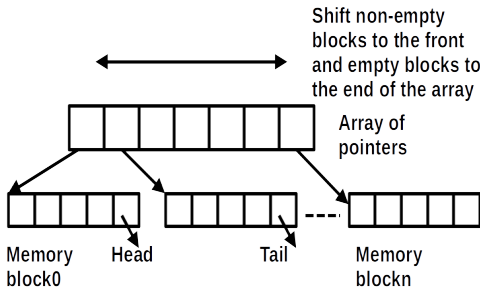 Shift non-empty
blocks to the front
and empty blocks to
the end of the array
Array of
pointers
Memory
block0
Head
Tail
Memory
blockn